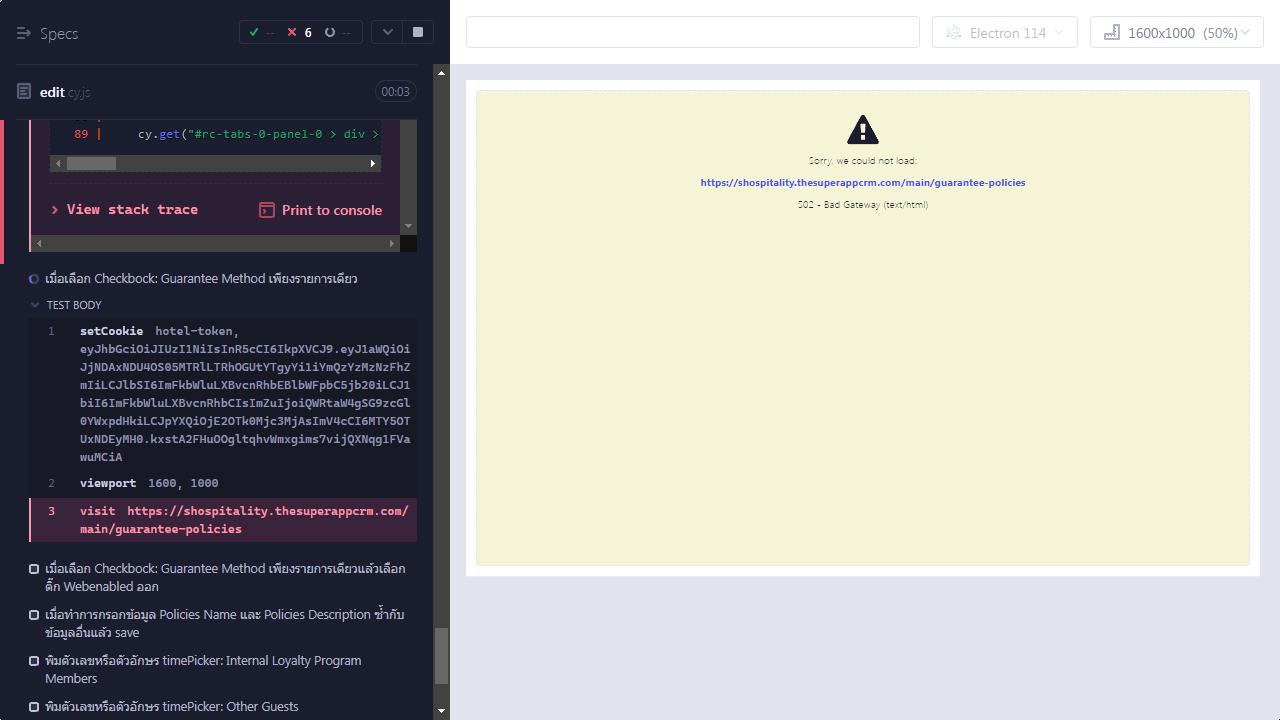 Specs
-- 6 --
Electron 114
1600x1000 (50%)
edit cy.js
00:03
89 | cy.get("#rc-tabs-0-panel-0 > div >
View stack trace
Print to console
เมื่อเลือก Checkbock: Guarantee Method เพียงรายการเดียว
TEST BODY
1 setCookie hotel-token,
eyJhbGciOiJIUzI1NiIsInR5cCI6IkpXVCJ9.eyJ1aWQiOi
JjNDAxNDU4OS05MTRlLTRhOGUtYTgyYi1iYmQzYzMzNzFhZ
mIiLCJlbSI6ImFkbWluLXBvcnRhbEBlbWFpbC5jb20iLCJ1
biI6ImFkbWluLXBvcnRhbCIsImZuIjoiQWRtaW4gSG9zcGl
0YWxpdHkiLCJpYXQiOjE2OTk0Mjc3MjAsImV4cCI6MTY5OT
UxNDEyMH0.kxstA2FHuOOgltqhvWmxgims7vijQXNqg1FVa
wuMCiA
2 viewport 1600, 1000
3 visit https://shospitality.thesuperappcrm.com/
main/guarantee-policies
เมื่อเลือก Checkbock: Guarantee Method เพียงรายการเดียวแล้วเลือก
ติ๊ก Webenabled ออก
เมื่อทำการกรอกข้อมูล Policies Name และ Policies Description ซ้ำกับ
ข้อมูลอื่นแล้ว save
พิมตัวเลขหรือตัวอักษร timePicker: Internal Loyalty Program
Members
พิมตัวเลขหรือตัวอักษร timePicker: Other Guests
Sorry, we could not load:
https://shospitality.thesuperappcrm.com/main/guarantee-policies
502 - Bad Gateway (text/html)